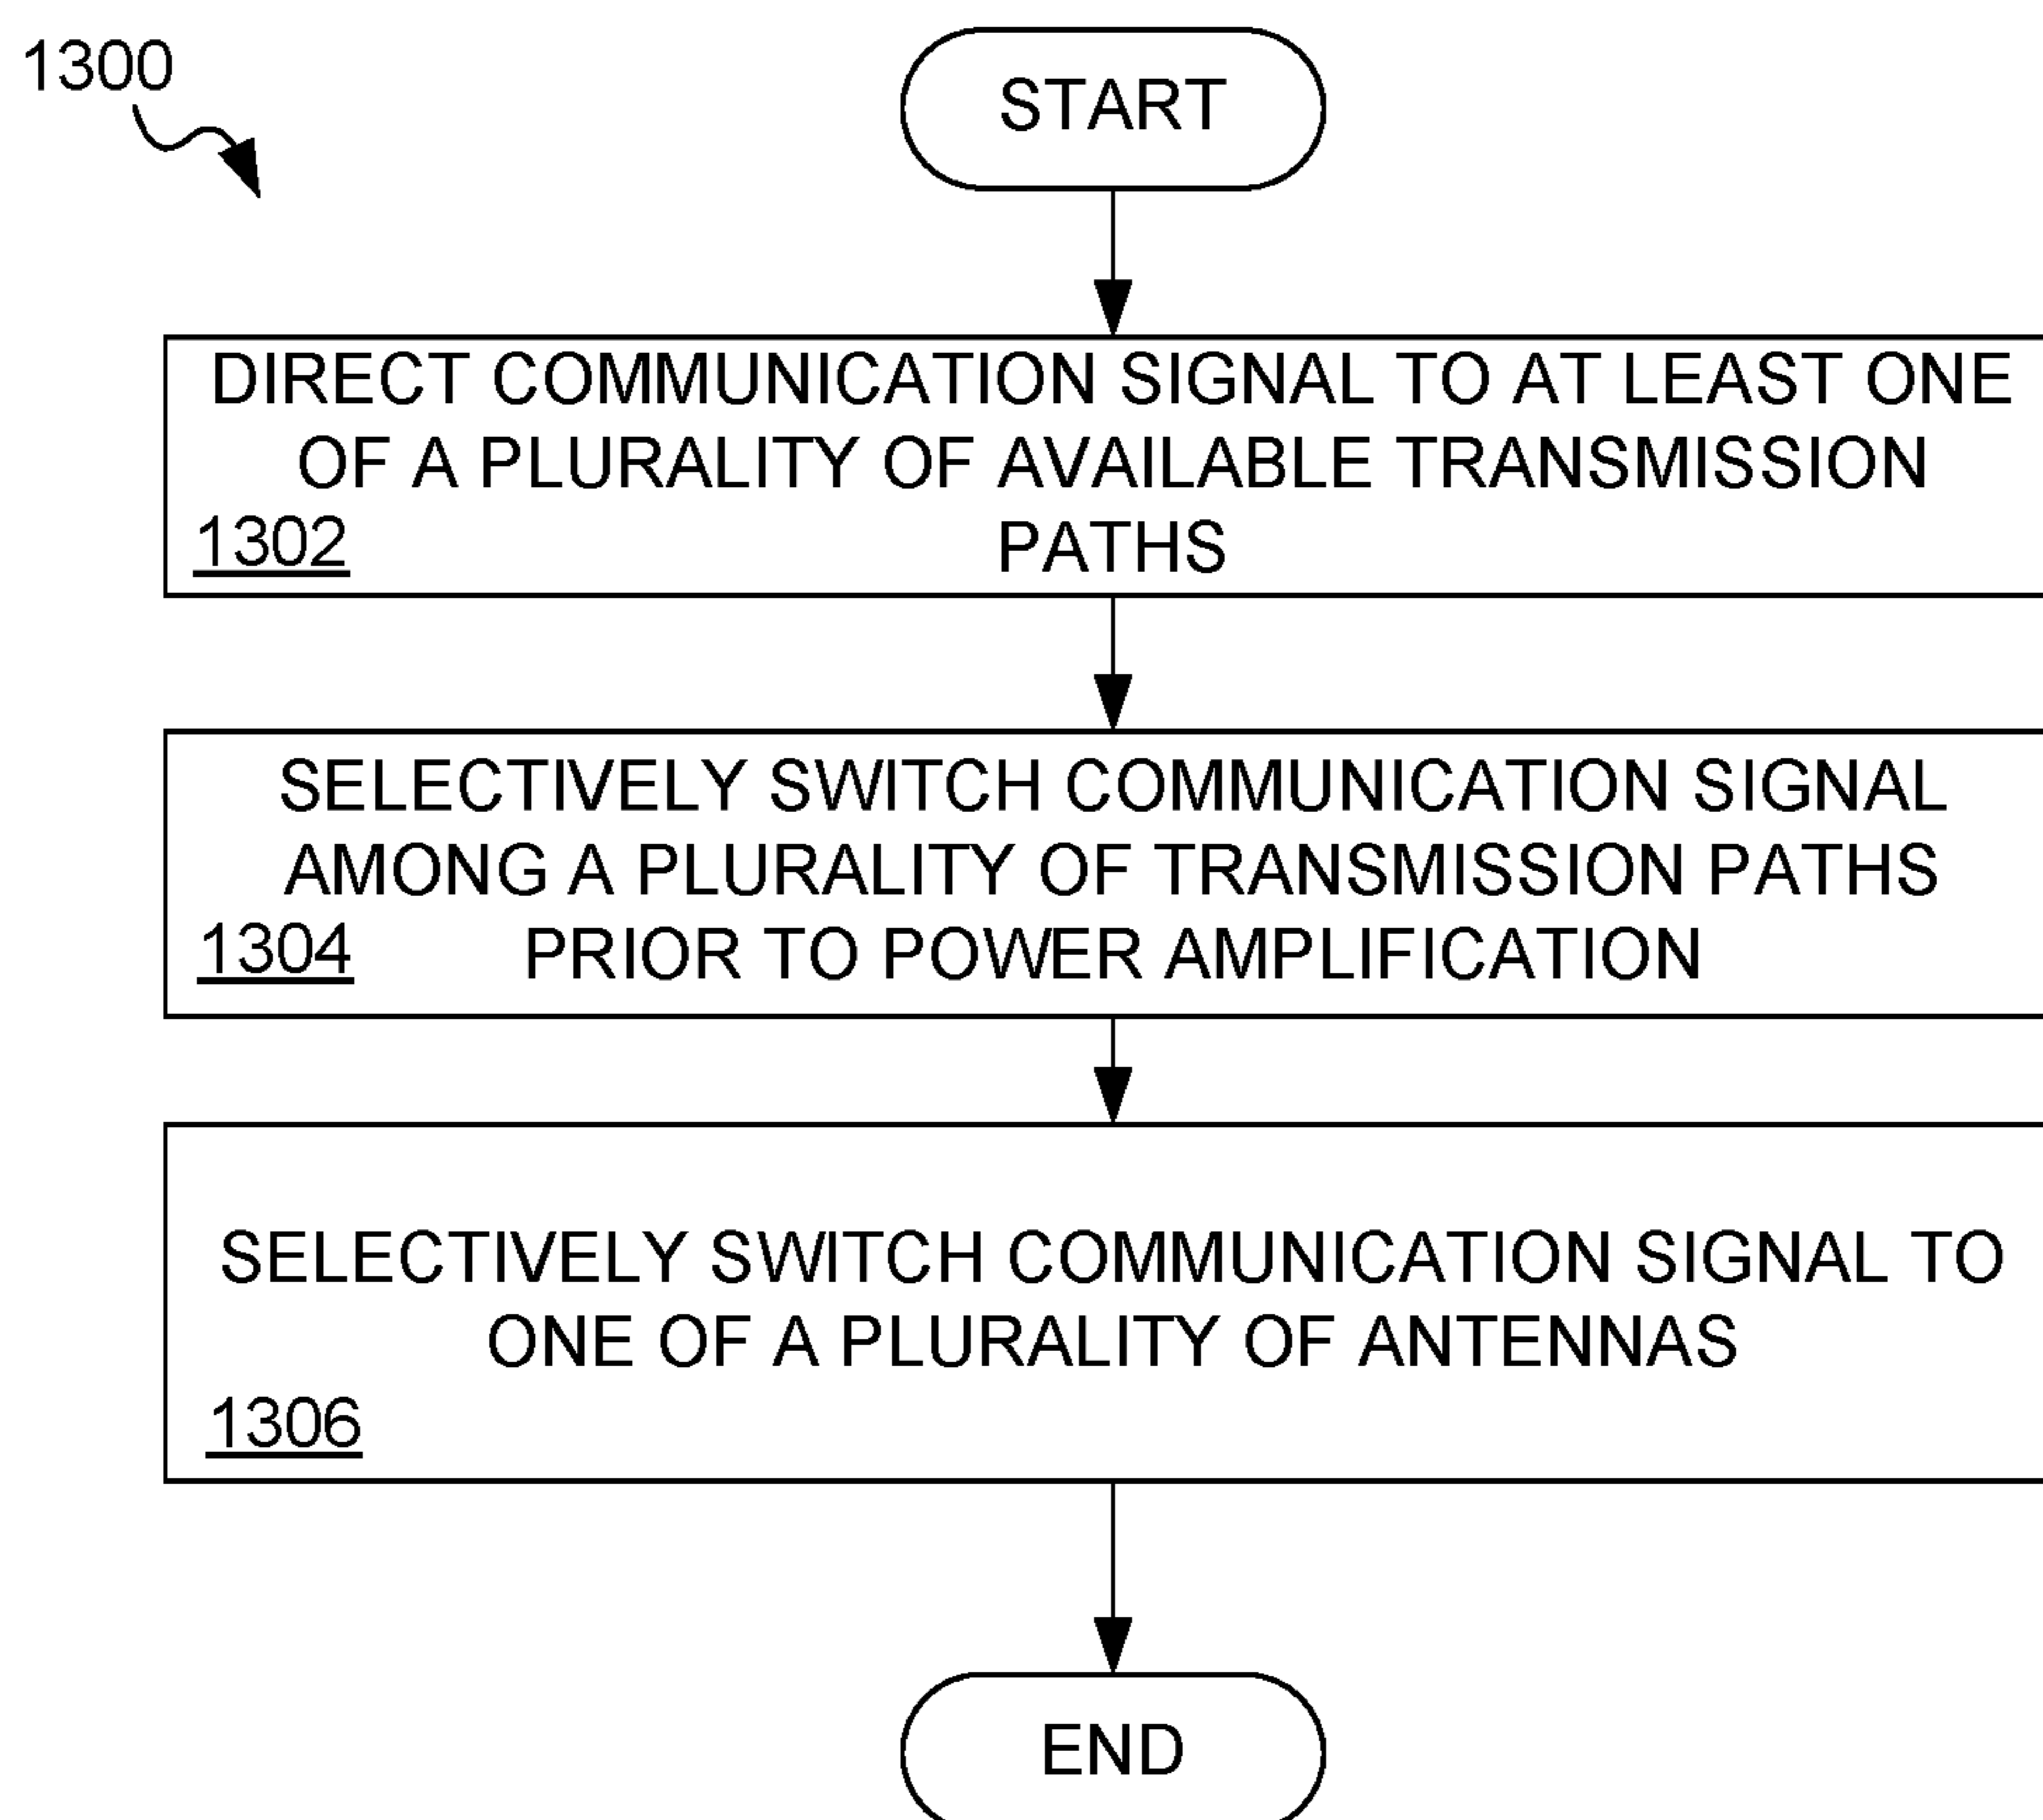 1300
START
DIRECT COMMUNICATION SIGNAL TO AT LEAST ONE
OF A PLURALITY OF AVAILABLE TRANSMISSION
PATHS
1302
SELECTIVELY SWITCH COMMUNICATION SIGNAL
AMONG A PLURALITY OF TRANSMISSION PATHS
PRIOR TO POWER AMPLIFICATION
1304
SELECTIVELY SWITCH COMMUNICATION SIGNAL TO
ONE OF A PLURALITY OF ANTENNAS
1306
END